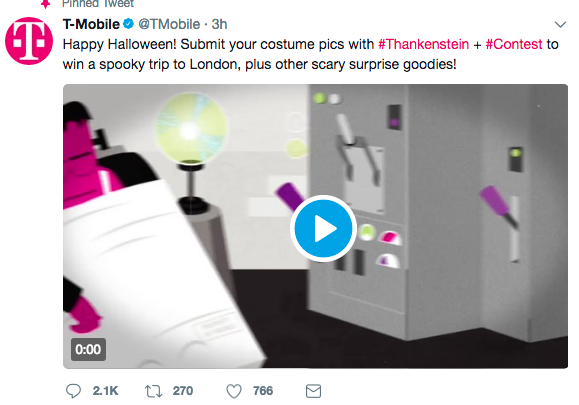 Pinned Tweet
T-Mobile @TMobile · 3h
Happy Halloween! Submit your costume pics with #Thankenstein + #Contest to
win a spooky trip to London, plus other scary surprise goodies!
0:00
2.1K 270 766